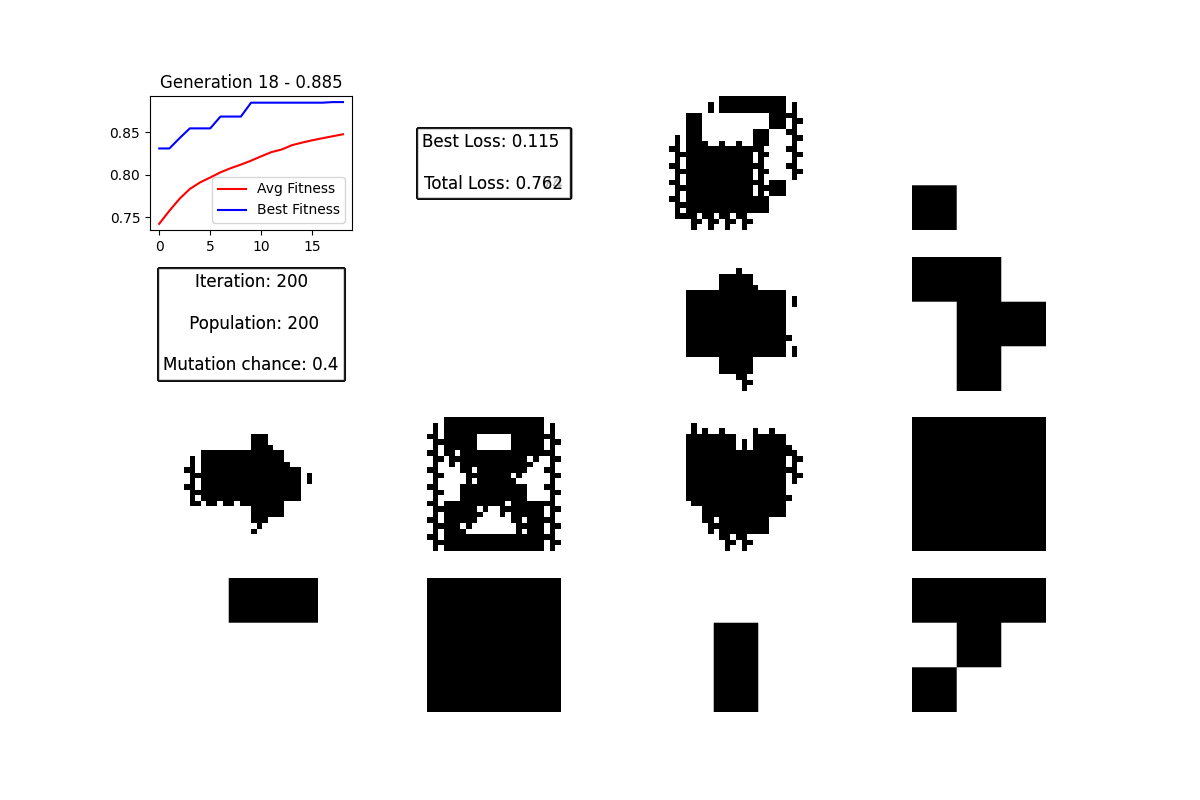 Generation 18 - 0.885
0.85
0.80
0.75
Avg Fitness
Best Fitness
0 5 10 15
Best Loss: 0.115
Total Loss: 0.762
Iteration: 200
Population: 200
Mutation chance: 0.4